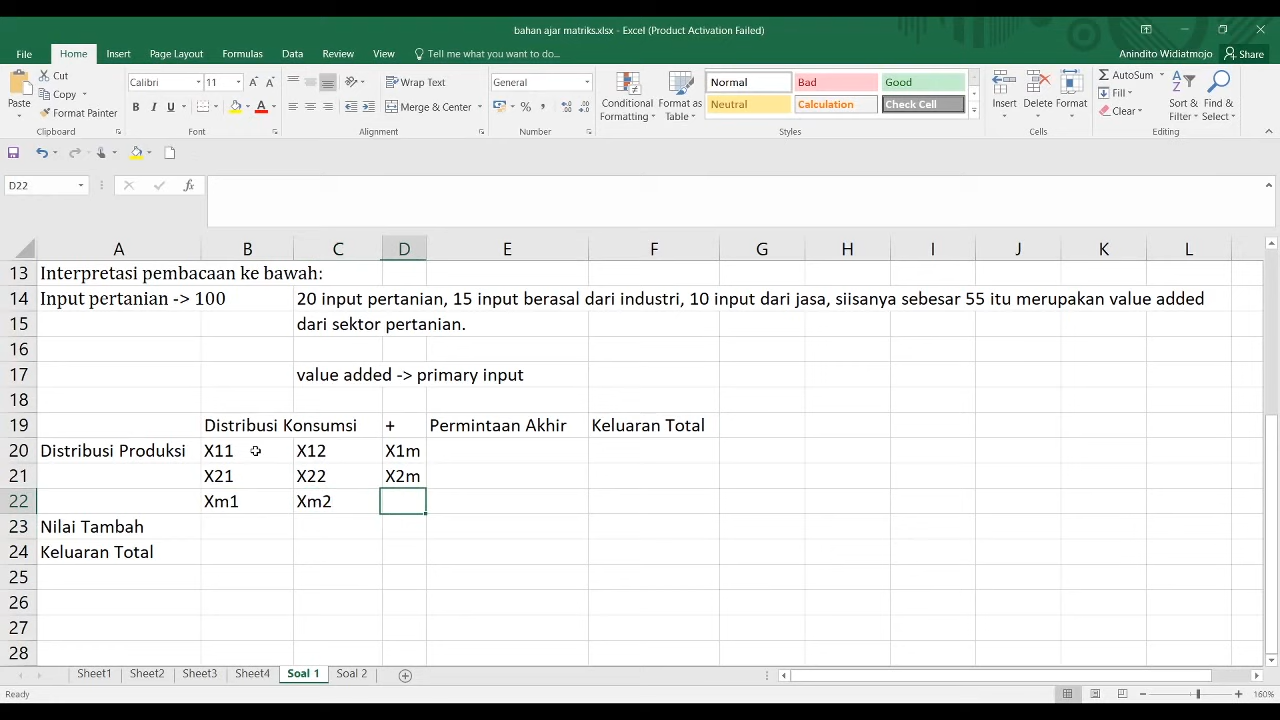 bahan ajar matriks.xlsx - Excel (Product Activation Failed)
File Home Insert Page Layout Formulas Data Review View Tell me what you want to do... Anindito Widiatmojo Share
Paste
Cut
Copy
Format Painter
Clipboard
Calibri 11
B I U
Font
Wrap Text
Merge & Center
Alignment
General
Number
Conditional Formatting
Format as Table
Normal Bad Good
Neutral Calculation Check Cell
Styles
Insert Delete Format
Cells
AutoSum
Fill
Clear
Sort & Filter
Find & Select
Editing
D22 fx
A B C D E F G H I J K L
13 Interpretasi pembacaan ke bawah:
14 Input pertanian -> 100 20 input pertanian, 15 input berasal dari industri, 10 input dari jasa, siisanya sebesar 55 itu merupakan value added
15 dari sektor pertanian.
16
17 value added -> primary input
18
19 Distribusi Konsumsi + Permintaan Akhir Keluaran Total
20 Distribusi Produksi X11 X12 X1m
21 X21 X22 X2m
22 Xm1 Xm2
23 Nilai Tambah
24 Keluaran Total
25
26
27
28
Sheet1 Sheet2 Sheet3 Sheet4 Soal 1 Soal 2
Ready 160%